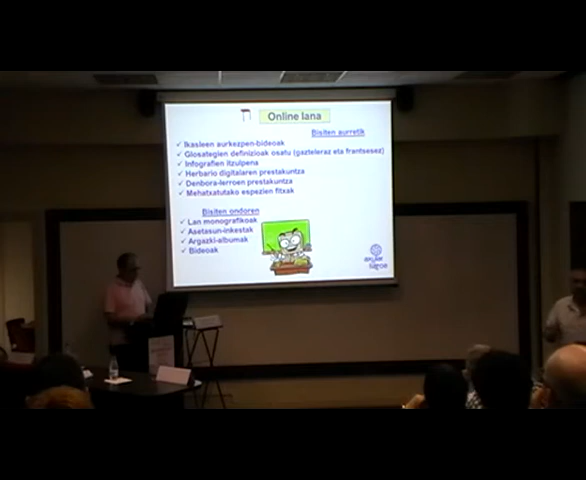 Online lana
Bisiten aurretik
✓ Ikasleen aurkezpen-bideoak
✓ Glosategien definizioak osatu (gazteleraz eta frantsesez)
✓ Infografien itzulpena
✓ Herbario digitalaren prestakuntza
✓ Denbora-lerroen prestakuntza
✓ Mehatxatutako espezien fitxak
Bisiten ondoren
✓ Lan monografikoak
✓ Asetasun-inkestak
✓ Argazki-albumak
✓ Bideoak